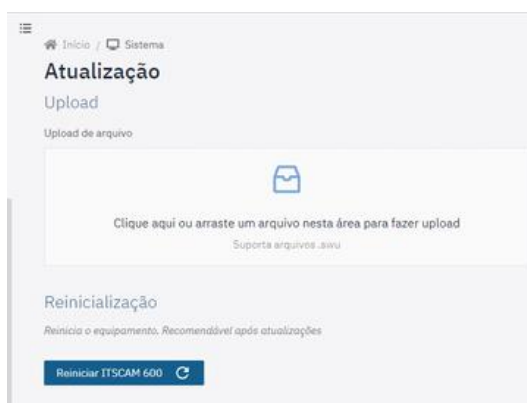 Início / Sistema
Atualização
Upload
Upload de arquivo
Clique aqui ou arraste um arquivo nesta área para fazer upload
Suporta arquivos .swu
Reinicialização
Reinicia o equipamento. Recomendável após atualizações
Reiniciar ITSCAM 600